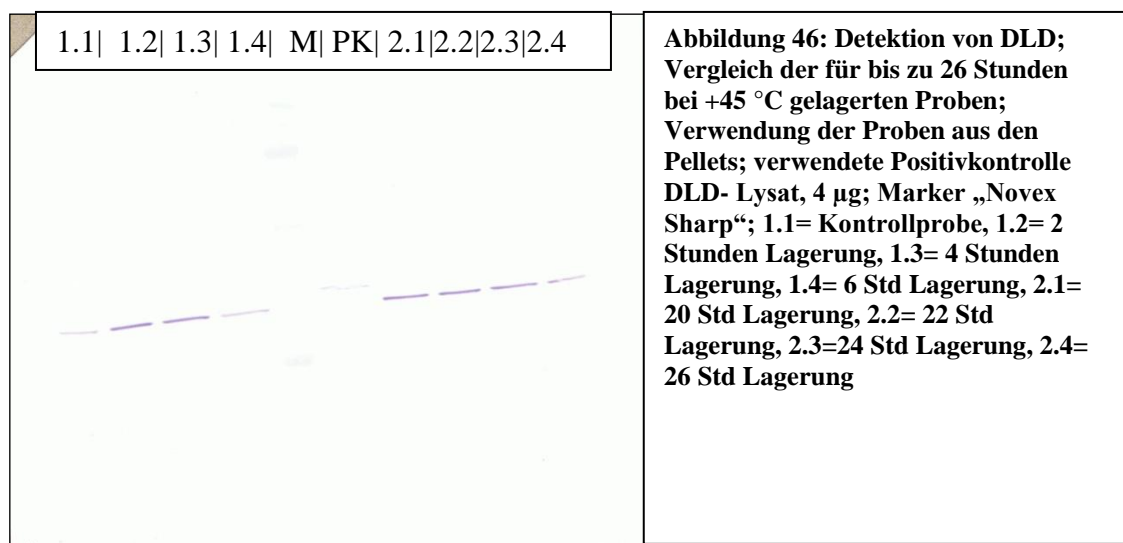 1.1| 1.2| 1.3| 1.4| M| PK| 2.1|2.2|2.3|2.4
Abbildung 46: Detektion von DLD;
Vergleich der für bis zu 26 Stunden
bei +45 °C gelagerten Proben;
Verwendung der Proben aus den
Pellets; verwendete Positivkontrolle
DLD- Lysat, 4 µg; Marker „Novex
Sharp“; 1.1= Kontrollprobe, 1.2= 2
Stunden Lagerung, 1.3= 4 Stunden
Lagerung, 1.4= 6 Std Lagerung, 2.1=
20 Std Lagerung, 2.2= 22 Std
Lagerung, 2.3=24 Std Lagerung, 2.4=
26 Std Lagerung